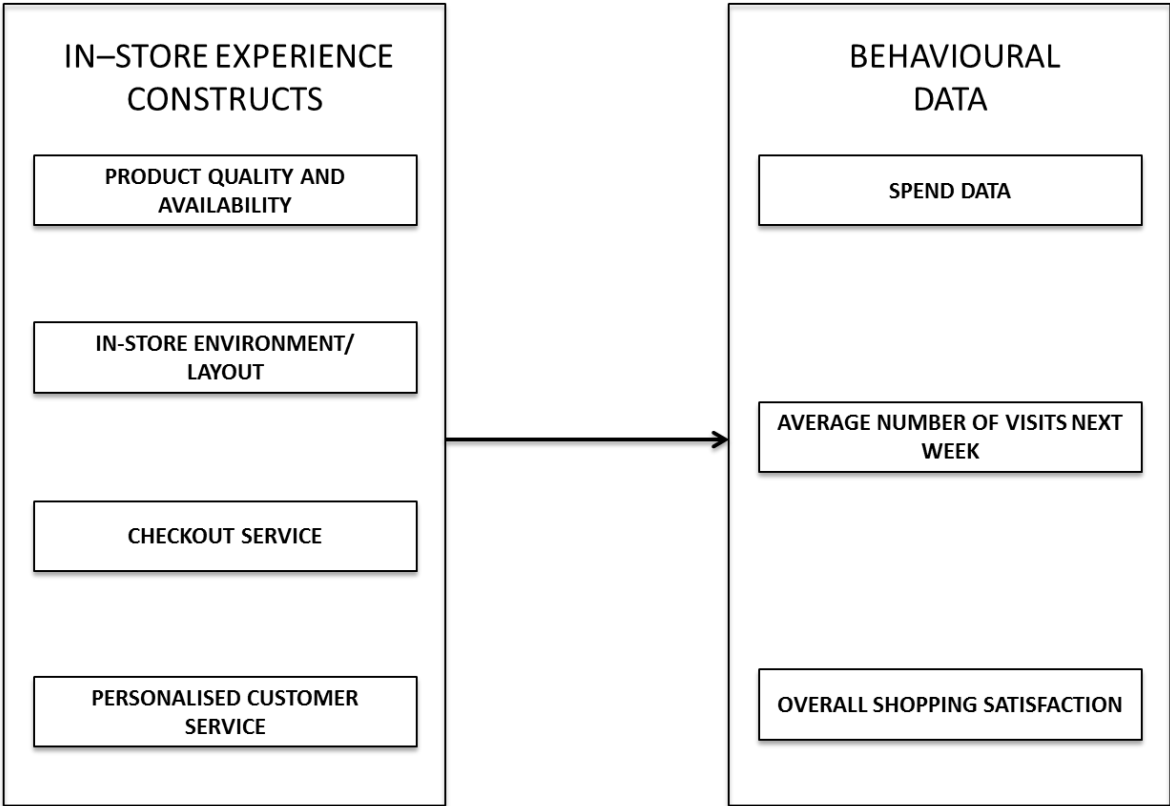 IN–STORE EXPERIENCE
CONSTRUCTS
PRODUCT QUALITY AND
AVAILABILITY
IN-STORE ENVIRONMENT/
LAYOUT
CHECKOUT SERVICE
PERSONALISED CUSTOMER
SERVICE
BEHAVIOURAL
DATA
SPEND DATA
AVERAGE NUMBER OF VISITS NEXT
WEEK
OVERALL SHOPPING SATISFACTION